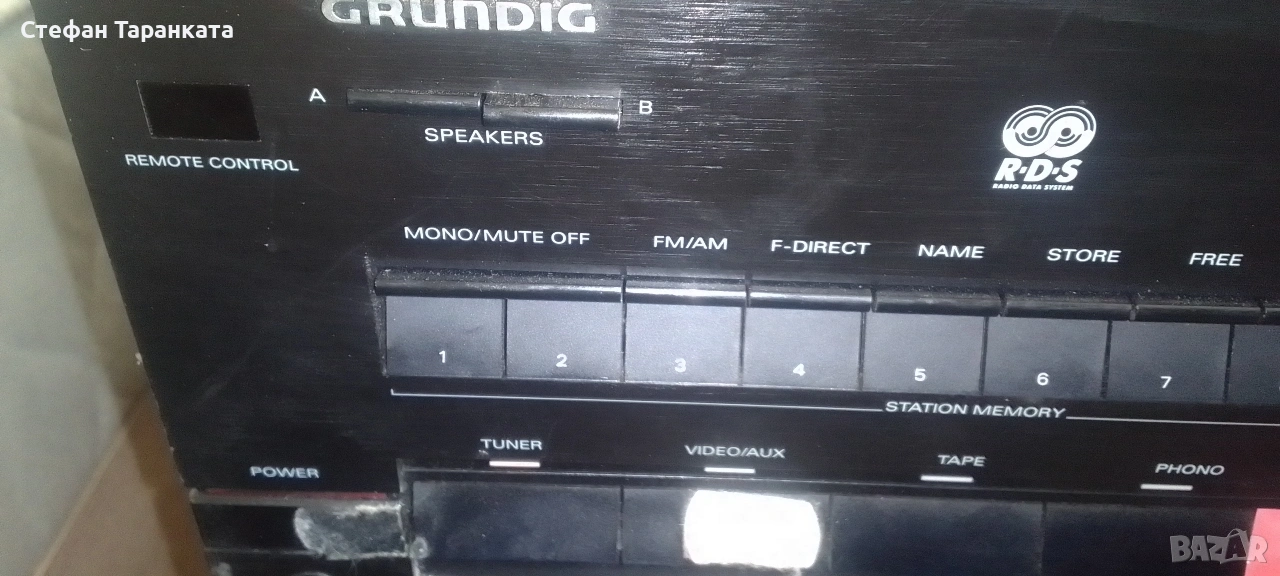 GRUNDIG
Стефан Таранката
A
B
SPEAKERS
REMOTE CONTROL
R·D·S
RADIO DATA SYSTEM
MONO/MUTE OFF FM/AM F-DIRECT NAME STORE FREE
1 2 3 4 5 6 7
STATION MEMORY
TUNER VIDEO/AUX TAPE PHONO
POWER
BAZAR